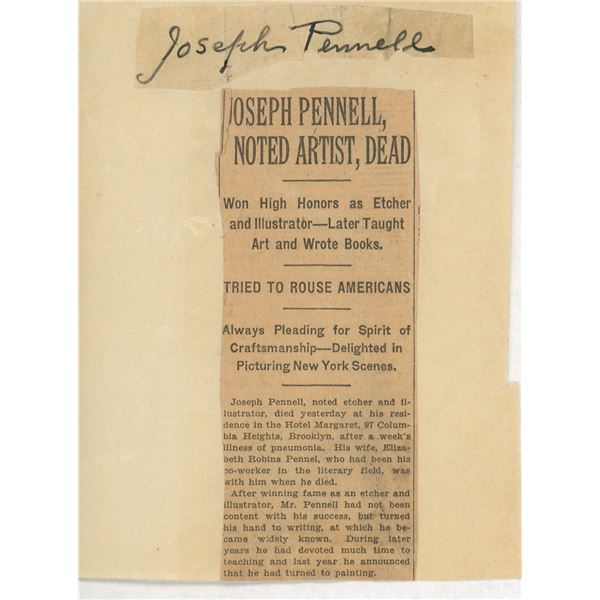 Joseph Pennell
JOSEPH PENNELL,
NOTED ARTIST, DEAD
Won High Honors as Etcher
and Illustrator—Later Taught
Art and Wrote Books.
TRIED TO ROUSE AMERICANS
Always Pleading for Spirit of
Craftsmanship—Delighted in
Picturing New York Scenes.
Joseph Pennell, noted etcher and il-
lustrator, died yesterday at his resi-
dence in the Hotel Margaret, 97 Colum-
bia Heights, Brooklyn, after a week's
illness of pneumonia. His wife, Eliza-
beth Robins Pennel, who had been his
co-worker in the literary field, was
with him when he died.
After winning fame as an etcher and
illustrator, Mr. Pennell had not been
content with his success, but turned
his hand to writing, at which he be-
came widely known. During later
years he had devoted much time to
teaching and last year he announced
that he had turned to painting.